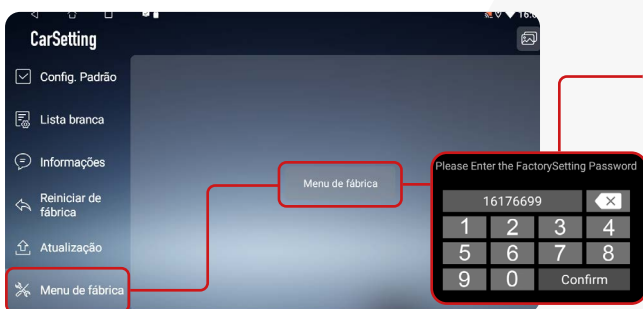 CarSetting
Config. Padrão
Lista branca
Informações
Reiniciar de
fábrica
Atualização
Menu de fábrica
Menu de fábrica
Please Enter the FactorySetting Password
16176699
1 2 3 4
5 6 7 8
9 0 Confirm